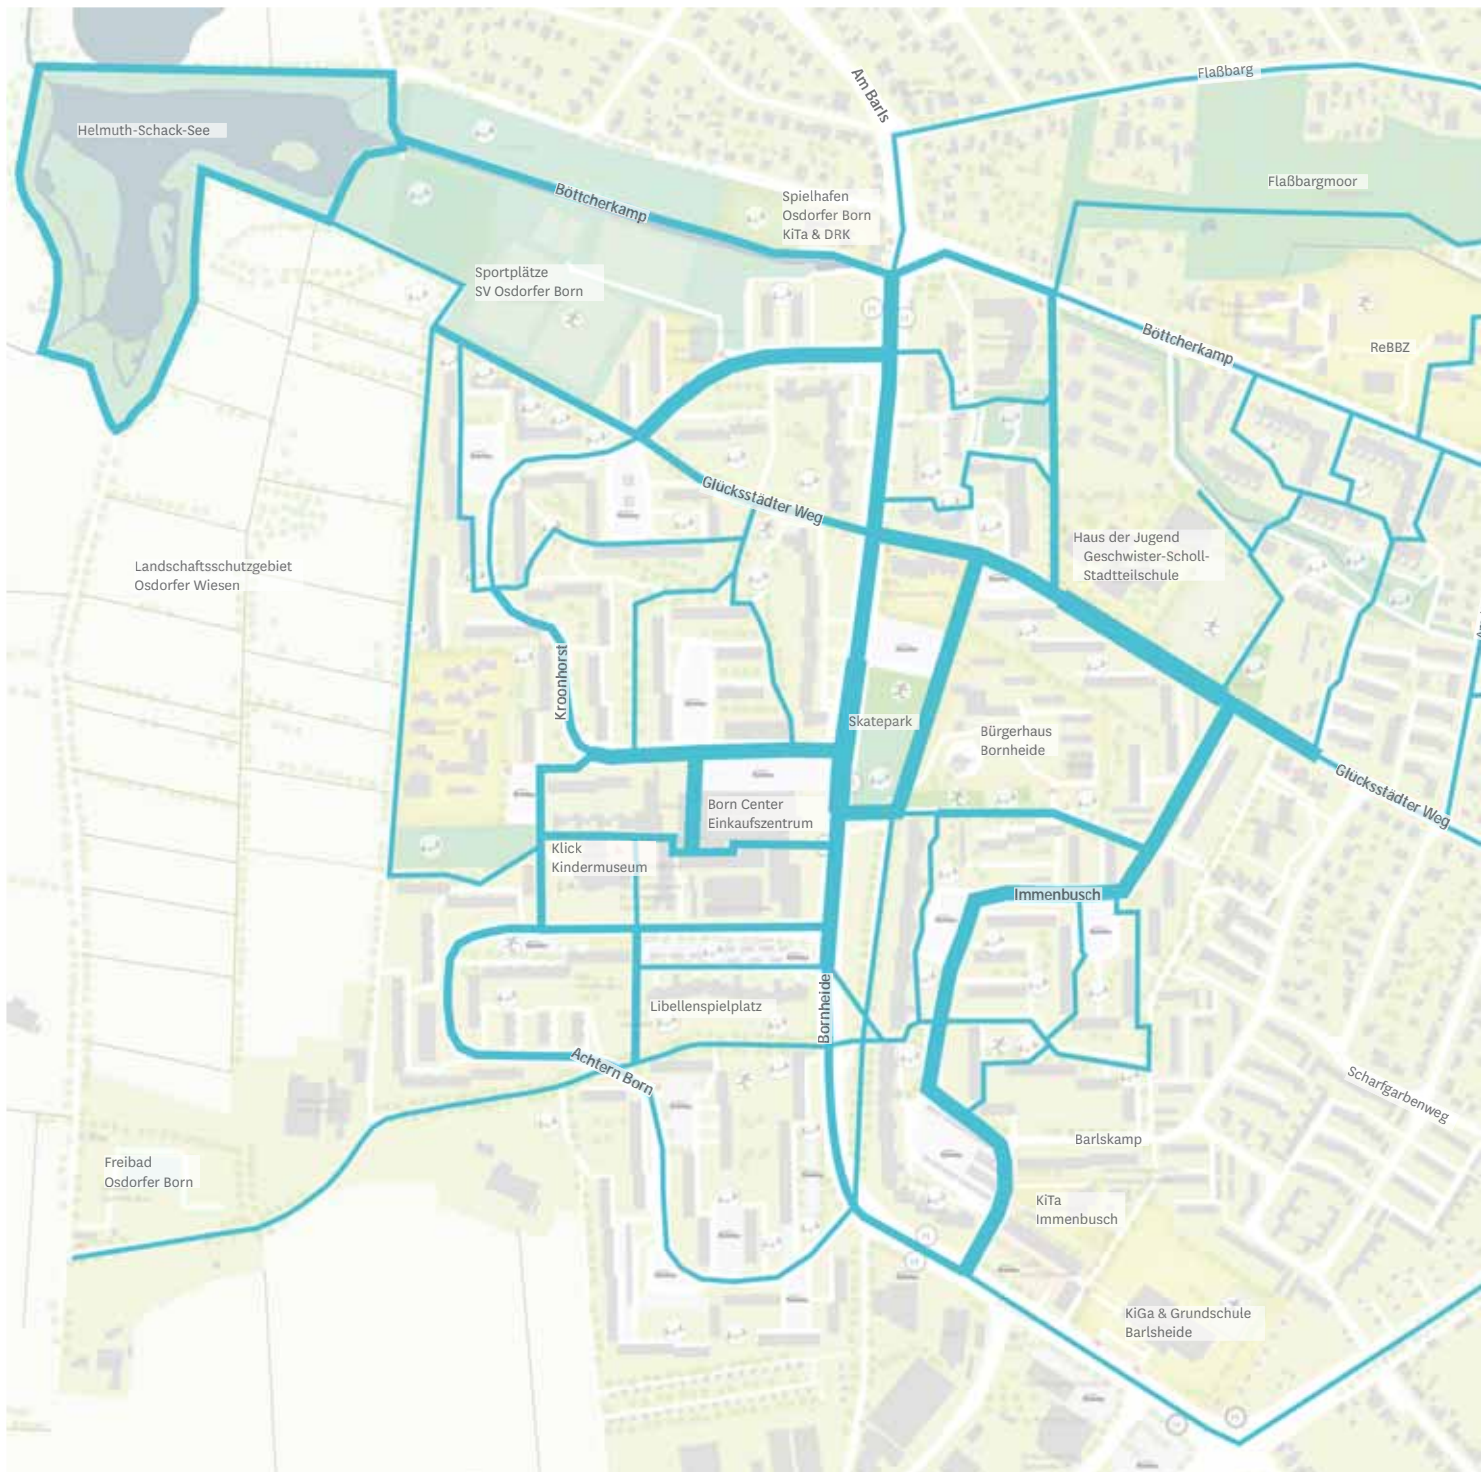 Am Barls
Flaßbarg
Helmuth-Schack-See
Flaßbargmoor
Böttcherkamp
Spielhafen
Osdorfer Born
KiTa & DRK
Sportplätze
SV Osdorfer Born
Böttcherkamp
ReBBZ
Glücksstädter Weg
Haus der Jugend
Geschwister-Scholl-
Stadtteilschule
Landschaftsschutzgebiet
Osdorfer Wiesen
Kroonhorst
Skatepark
Bürgerhaus
Bornheide
Glücksstädter Weg
Born Center
Einkaufszentrum
Klick
Kindermuseum
Immenbusch
Libellenspielplatz
Bornheide
Achtern Born
Scharfgarbenweg
Barlskamp
Freibad
Osdorfer Born
KiTa
Immenbusch
KiGa & Grundschule
Barlsheide